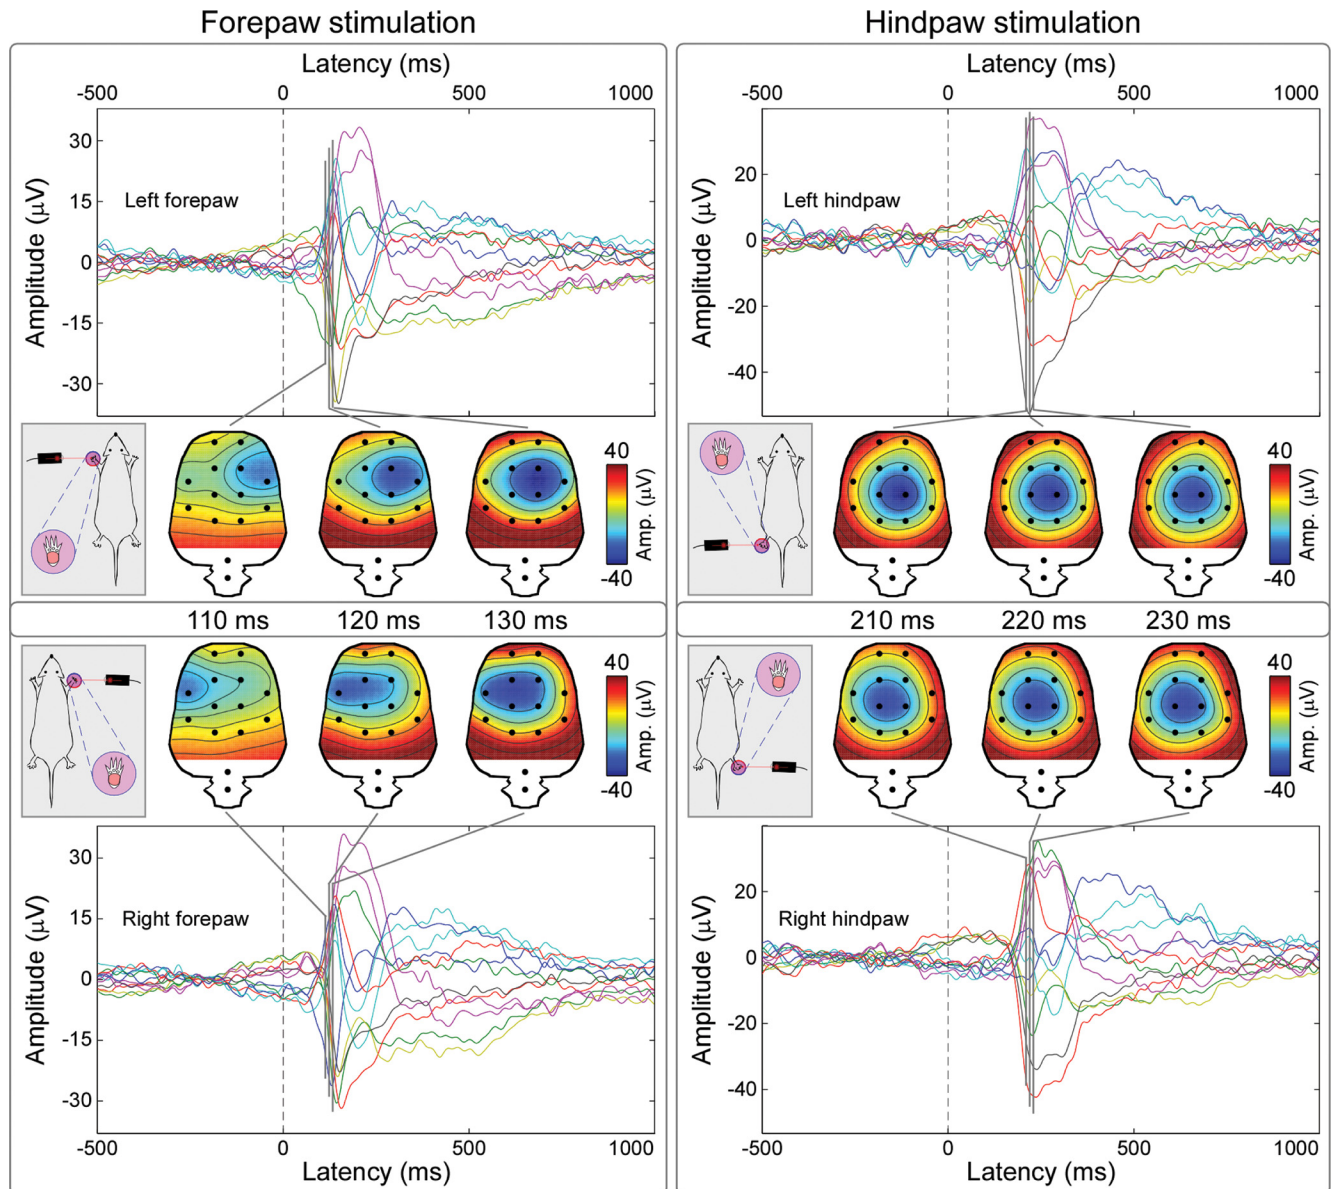 Forepaw stimulation
Hindpaw stimulation
Latency (ms)
-500 0 500 1000
Amplitude (μV)
30
15
0
-15
-30
Left forepaw
Latency (ms)
-500 0 500 1000
Amplitude (μV)
20
0
-20
-40
Left hindpaw
40
Amp. (μV)
-40
40
Amp. (μV)
-40
110 ms 120 ms 130 ms
210 ms 220 ms 230 ms
40
Amp. (μV)
-40
40
Amp. (μV)
-40
Amplitude (μV)
30
15
0
-15
-30
Right forepaw
-500 0 500 1000
Latency (ms)
Amplitude (μV)
20
0
-20
-40
Right hindpaw
-500 0 500 1000
Latency (ms)